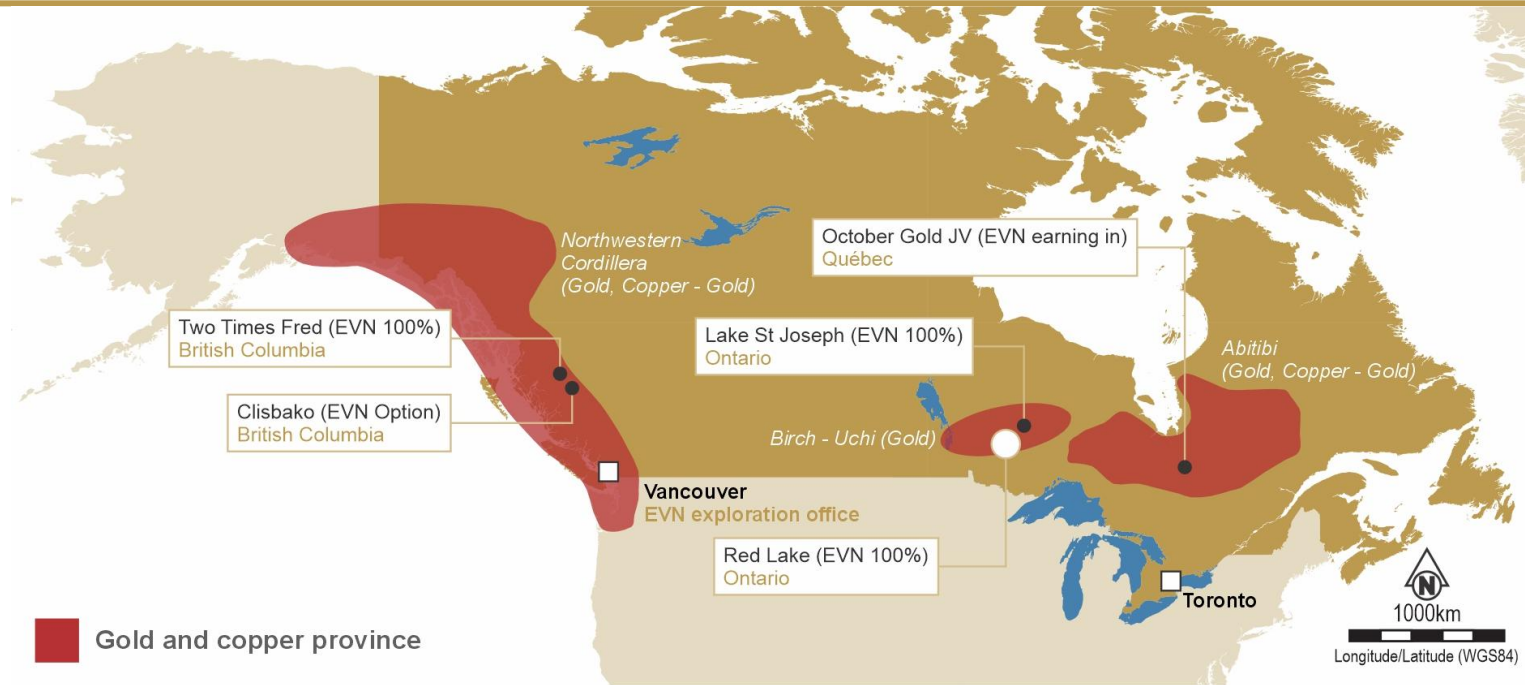 Northwestern
Cordillera
(Gold, Copper - Gold)
October Gold JV (EVN earning in)
Québec
Two Times Fred (EVN 100%)
British Columbia
Lake St Joseph (EVN 100%)
Ontario
Abitibi
(Gold, Copper - Gold)
Clisbako (EVN Option)
British Columbia
Birch - Uchi (Gold)
Vancouver
EVN exploration office
Red Lake (EVN 100%)
Ontario
Toronto
N
1000km
Longitude/Latitude (WGS84)
Gold and copper province